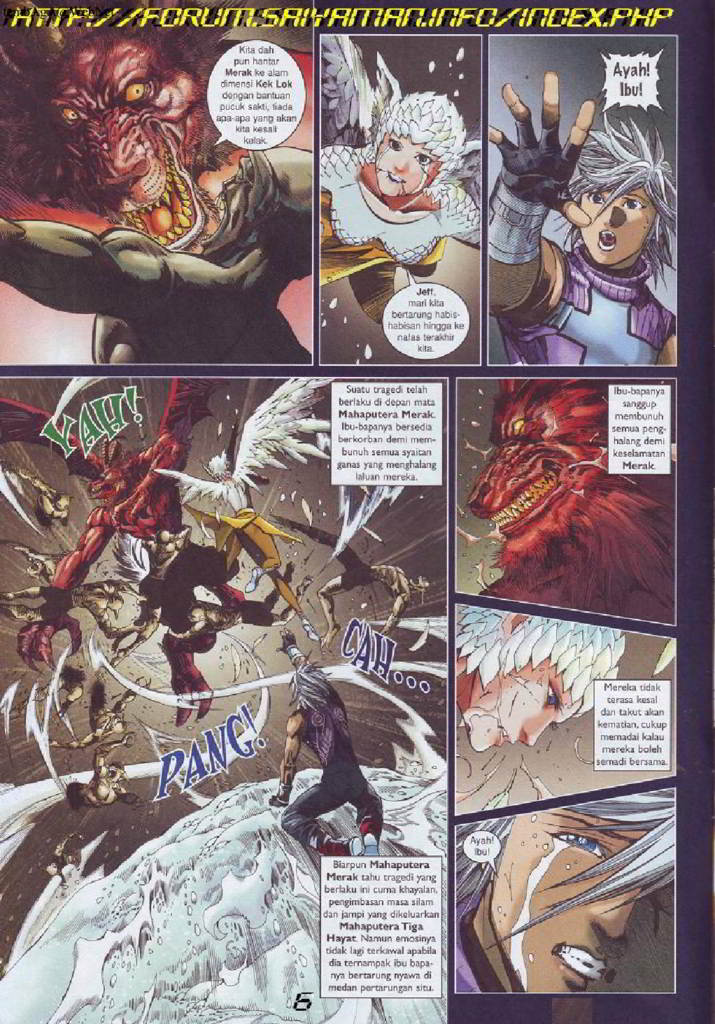 HTTP://FORUM.SAIYAMAN.INFO/INDEX.PHP
Kita dah
pun hantar
Merak ke alam
dimensi Kek Lok
dengan bantuan
pucuk sakti, tiada
apa-apa yang akan
kita kesali
kalak.
Jeff,
mari kita
bertarung habis-
habisan hingga ke
nafas terakhir
kita.
Ayah!
Ibu!
YAH!
Suatu tragedi telah
berlaku di depan mata
Mahaputera Merak.
Ibu-bapanya bersedia
berkorban demi mem-
bunuh semua syaitan
ganas yang menghalang
laluan mereka.
CAH...
PANG!
Biarpun Mahaputera
Merak tahu tragedi yang
berlaku ini cuma khayalan,
pengimbasan masa silam
dan jampi yang dikeluarkan
Mahaputera Tiga
Hayat. Namun emosinya
tidak lagi terkawal apabila
dia ternampak ibu bapa-
nya bertarung nyawa di
medan pertarungan situ.
Ibu-bapanya
sanggup
membunuh
semua peng-
halang demi
keselamatan
Merak.
Mereka tidak
terasa kesal
dan takut akan
kematian, cukup
memadai kalau
mereka boleh
semadi bersama.
Ayah!
Ibu!
6